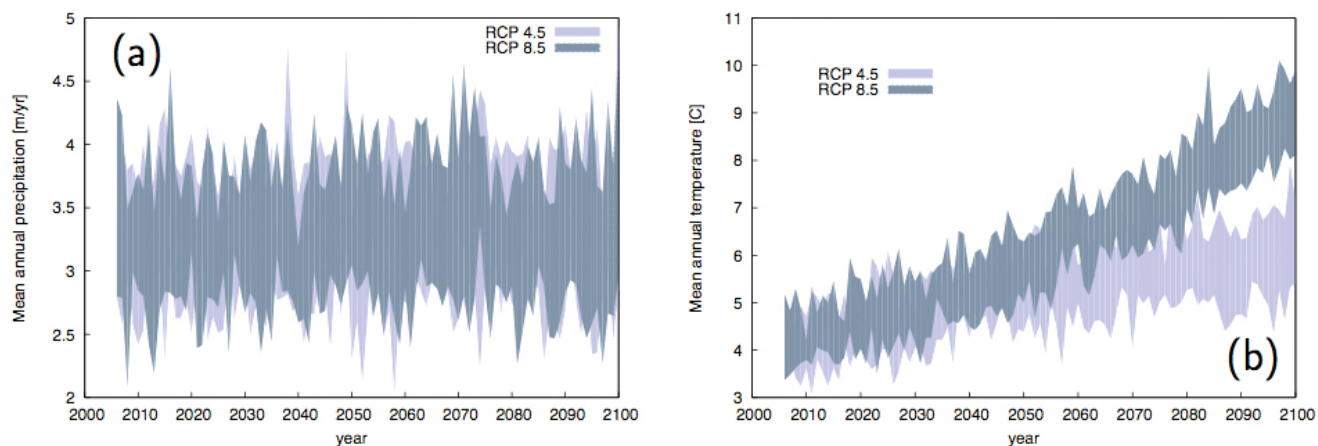 (a)
RCP 4.5
RCP 8.5
Mean annual precipitation [m/yr]
5
4.5
4
3.5
3
2.5
2
2000 2010 2020 2030 2040 2050 2060 2070 2080 2090 2100
year
(b)
RCP 4.5
RCP 8.5
Mean annual temperature [C]
11
10
9
8
7
6
5
4
3
2000 2010 2020 2030 2040 2050 2060 2070 2080 2090 2100
year